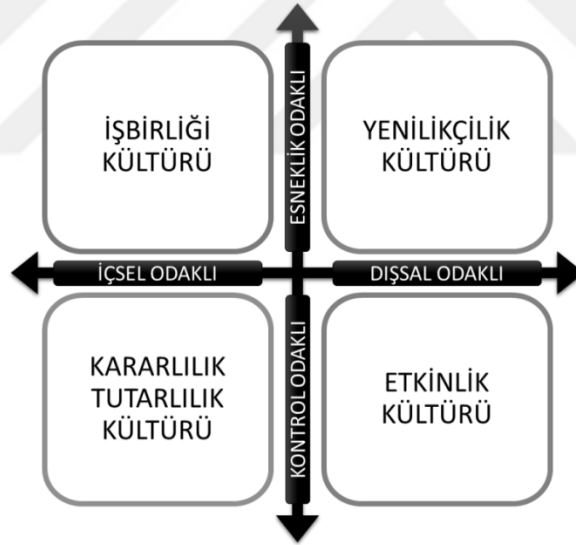 İŞBİRLİĞİ
KÜLTÜRÜ
ESNEKLİK ODAKLI
YENİLİKÇİLİK
KÜLTÜRÜ
İÇSEL ODAKLI
DIŞSAL ODAKLI
KARARLILIK
TUTARLILIK
KÜLTÜRÜ
KONTROL ODAKLI
ETKİNLİK
KÜLTÜRÜ